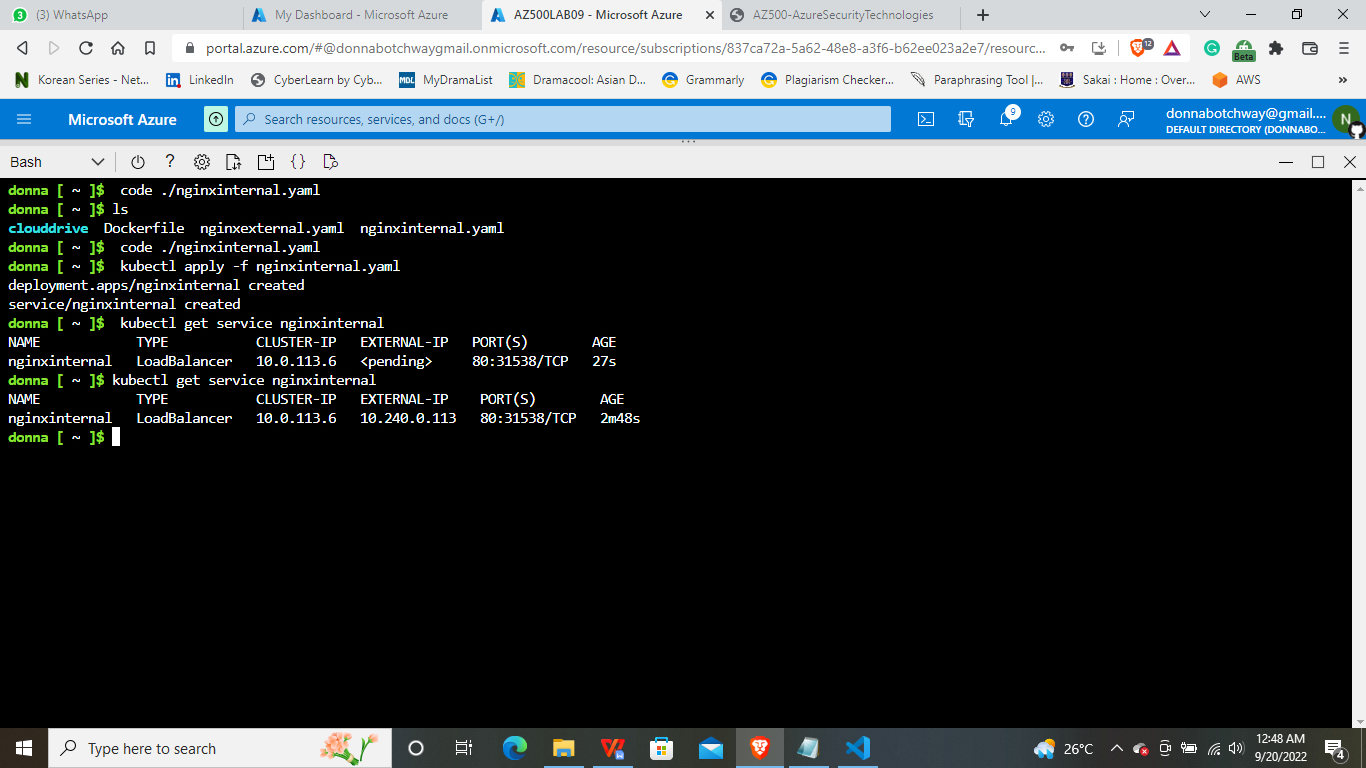 (3) WhatsApp
My Dashboard - Microsoft Azure
AZ500LAB09 - Microsoft Azure
AZ500-AzureSecurityTechnologies
portal.azure.com/#@donnabotchwaygmail.onmicrosoft.com/resource/subscriptions/837ca72a-5a62-48e8-a3f6-b62ee023a2e7/resourc...
12
Beta
Korean Series - Net...
LinkedIn
CyberLearn by Cyb...
MDL MyDramaList
Dramacool: Asian D...
Grammarly
Plagiarism Checker...
Paraphrasing Tool |...
Sakai : Home : Over...
AWS
»
Microsoft Azure
Search resources, services, and docs (G+/)
9
donnabotchway@gmail....
DEFAULT DIRECTORY (DONNABO...
N
Bash
donna [ ~ ]$  code ./nginxinternal.yaml
donna [ ~ ]$ ls
clouddrive  Dockerfile  nginxexternal.yaml  nginxinternal.yaml
donna [ ~ ]$  code ./nginxinternal.yaml
donna [ ~ ]$  kubectl apply -f nginxinternal.yaml
deployment.apps/nginxinternal created
service/nginxinternal created
donna [ ~ ]$  kubectl get service nginxinternal
NAME            TYPE           CLUSTER-IP   EXTERNAL-IP   PORT(S)        AGE
nginxinternal   LoadBalancer   10.0.113.6   <pending>     80:31538/TCP   27s
donna [ ~ ]$ kubectl get service nginxinternal
NAME            TYPE           CLUSTER-IP   EXTERNAL-IP    PORT(S)        AGE
nginxinternal   LoadBalancer   10.0.113.6   10.240.0.113   80:31538/TCP   2m48s
donna [ ~ ]$
Type here to search
26°C
12:48 AM
9/20/2022
4